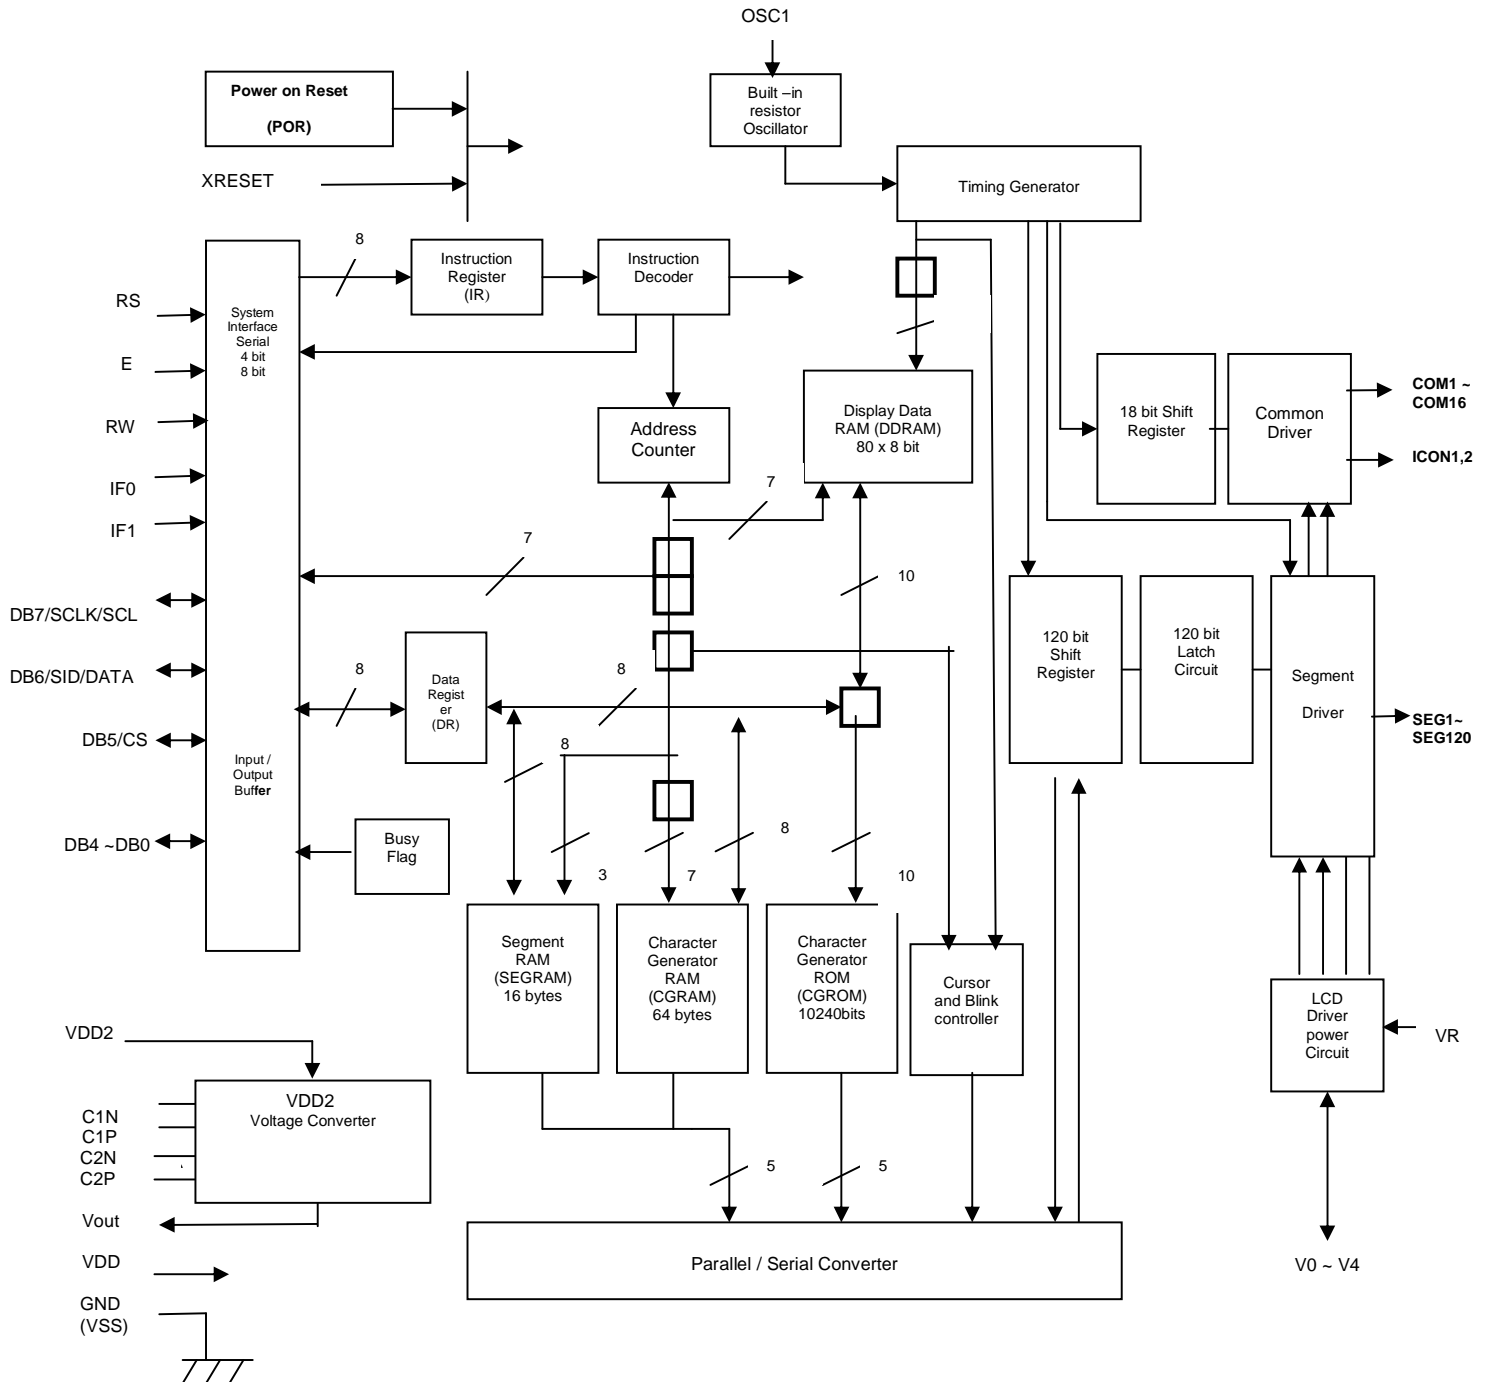 OSC1
Power on Reset
(POR)
Built –in
resistor
Oscillator
XRESET
Timing Generator
8
Instruction
Register
(IR)
Instruction
Decoder
RS
E
RW
IF0
IF1
DB7/SCLK/SCL
DB6/SID/DATA
DB5/CS
DB4 ~DB0
System
Interface
Serial
4 bit
8 bit
Input /
Output
Buffer
Address
Counter
Display Data
RAM (DDRAM)
80 x 8 bit
18 bit Shift
Register
Common
Driver
COM1 ~
COM16
ICON1,2
7
7
10
8
Data
Regist
er
(DR)
8
8
120 bit
Shift
Register
120 bit
Latch
Circuit
Segment
Driver
SEG1~
SEG120
Busy
Flag
8
3
7
10
Segment
RAM
(SEGRAM)
16 bytes
Character
Generator
RAM
(CGRAM)
64 bytes
Character
Generator
ROM
(CGROM)
10240bits
Cursor
and Blink
controller
LCD
Driver
power
Circuit
VR
VDD2
VDD2
Voltage Converter
C1N
C1P
C2N
C2P
Vout
VDD
GND
(VSS)
5
5
Parallel / Serial Converter
V0 ~ V4